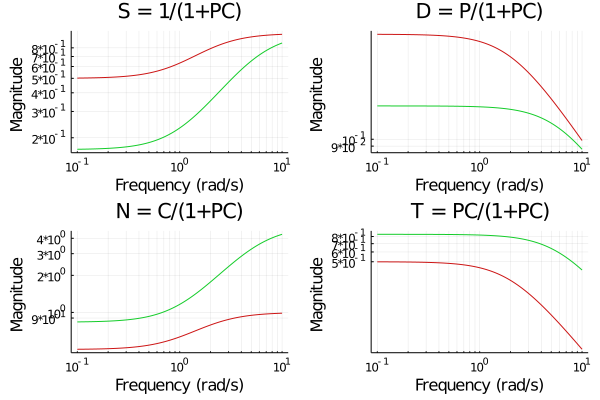 S = 1/(1+PC)
D = P/(1+PC)
Magnitude
8*10^-1
7*10^-1
6*10^-1
5*10^-1
4*10^-1
3*10^-1
2*10^-1
10^-1 10^0 10^1
Frequency (rad/s)
Magnitude
10^-1
9*10^-2
10^-1 10^0 10^1
Frequency (rad/s)
N = C/(1+PC)
T = PC/(1+PC)
Magnitude
4*10^0
3*10^0
2*10^0
10^0
9*10^-1
10^-1 10^0 10^1
Frequency (rad/s)
Magnitude
8*10^-1
7*10^-1
6*10^-1
5*10^-1
10^-1 10^0 10^1
Frequency (rad/s)